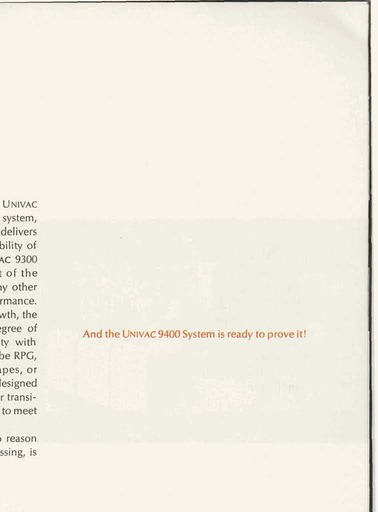 UNIVAC
system,
delivers
bility of
AC 9300
t of the
ny other
rmance.
wth, the
egree of
ty with
be RPG,
apes, or
designed
r transi-
to meet
reason
ssing, is
And the UNIVAC 9400 System is ready to prove it!